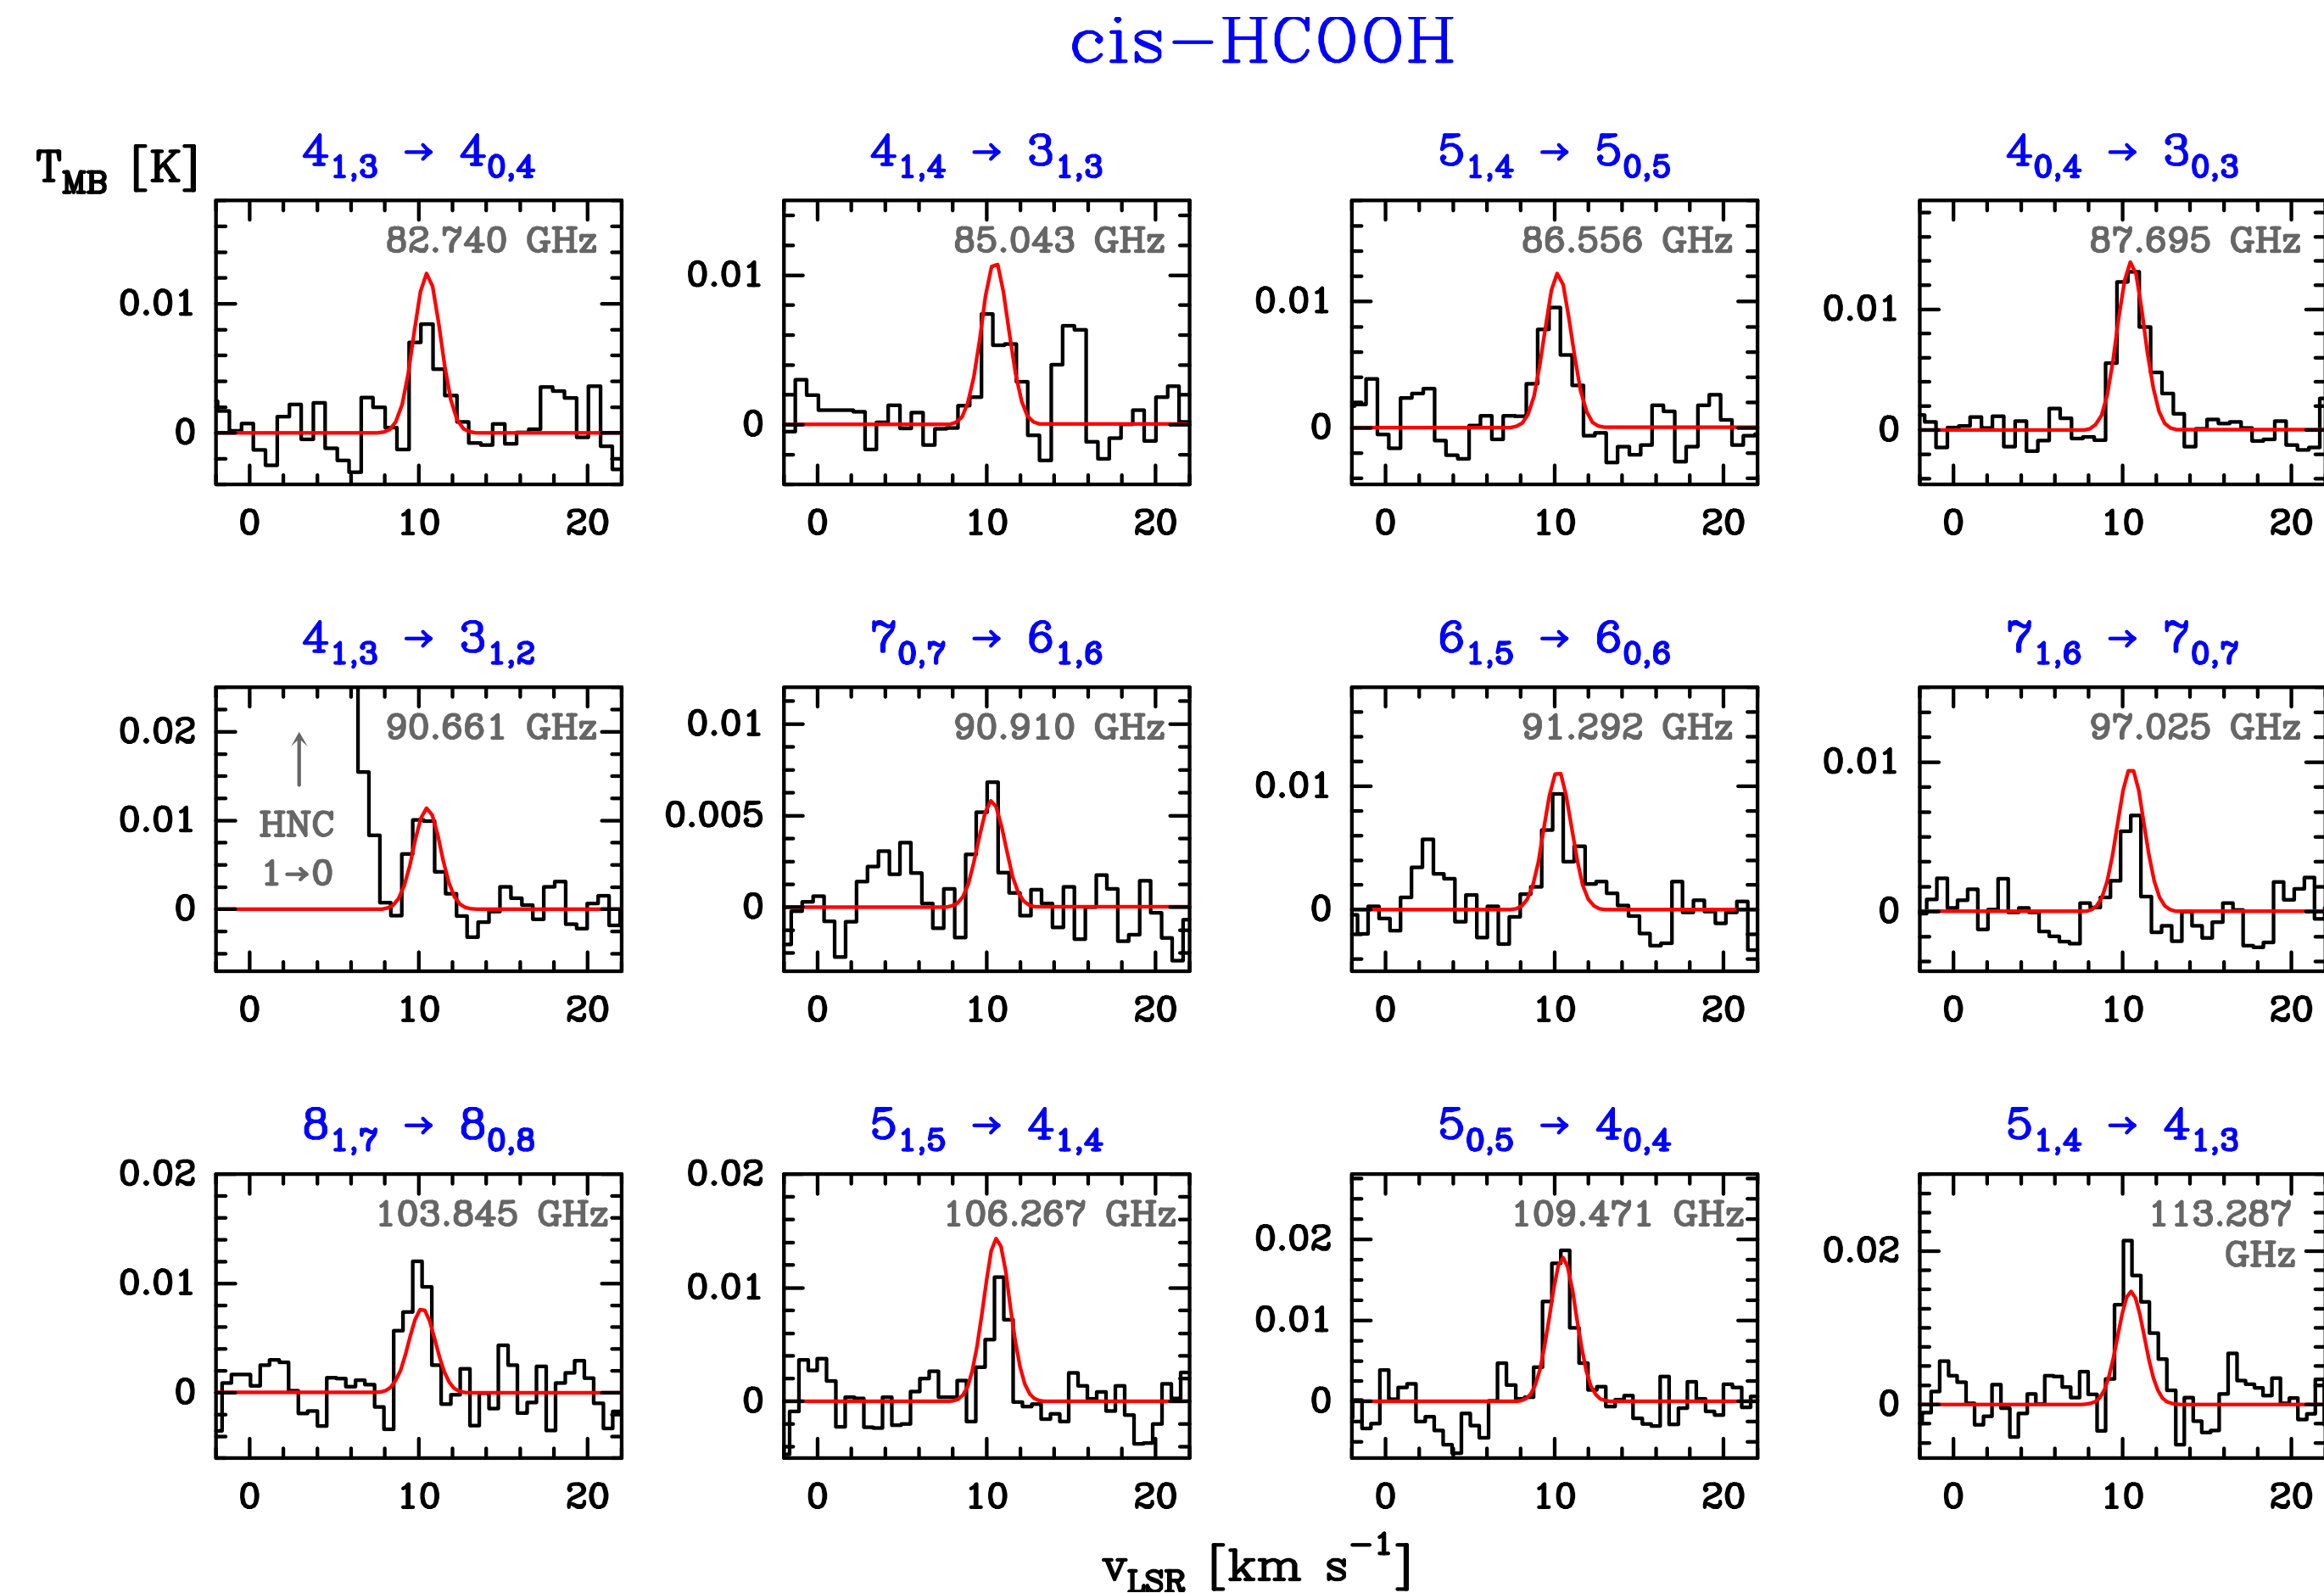 cis−HCOOH
T_MB [K]
4_1,3 → 4_0,4
4_1,4 → 3_1,3
5_1,4 → 5_0,5
4_0,4 → 3_0,3
82.740 GHz
0.01
0
0 10 20
85.043 GHz
0.01
0
0 10 20
86.556 GHz
0.01
0
0 10 20
87.695 GHz
0.01
0
0 10 20
4_1,3 → 3_1,2
7_0,7 → 6_1,6
6_1,5 → 6_0,6
7_1,6 → 7_0,7
90.661 GHz
0.02
0.01
0
HNC
1→0
0 10 20
90.910 GHz
0.01
0.005
0
0 10 20
91.292 GHz
0.01
0
0 10 20
97.025 GHz
0.01
0
0 10 20
8_1,7 → 8_0,8
5_1,5 → 4_1,4
5_0,5 → 4_0,4
5_1,4 → 4_1,3
103.845 GHz
0.02
0.01
0
0 10 20
106.267 GHz
0.02
0.01
0
0 10 20
109.471 GHz
0.02
0.01
0
0 10 20
113.287
GHz
0.02
0
0 10 20
v_LSR [km s^−1]